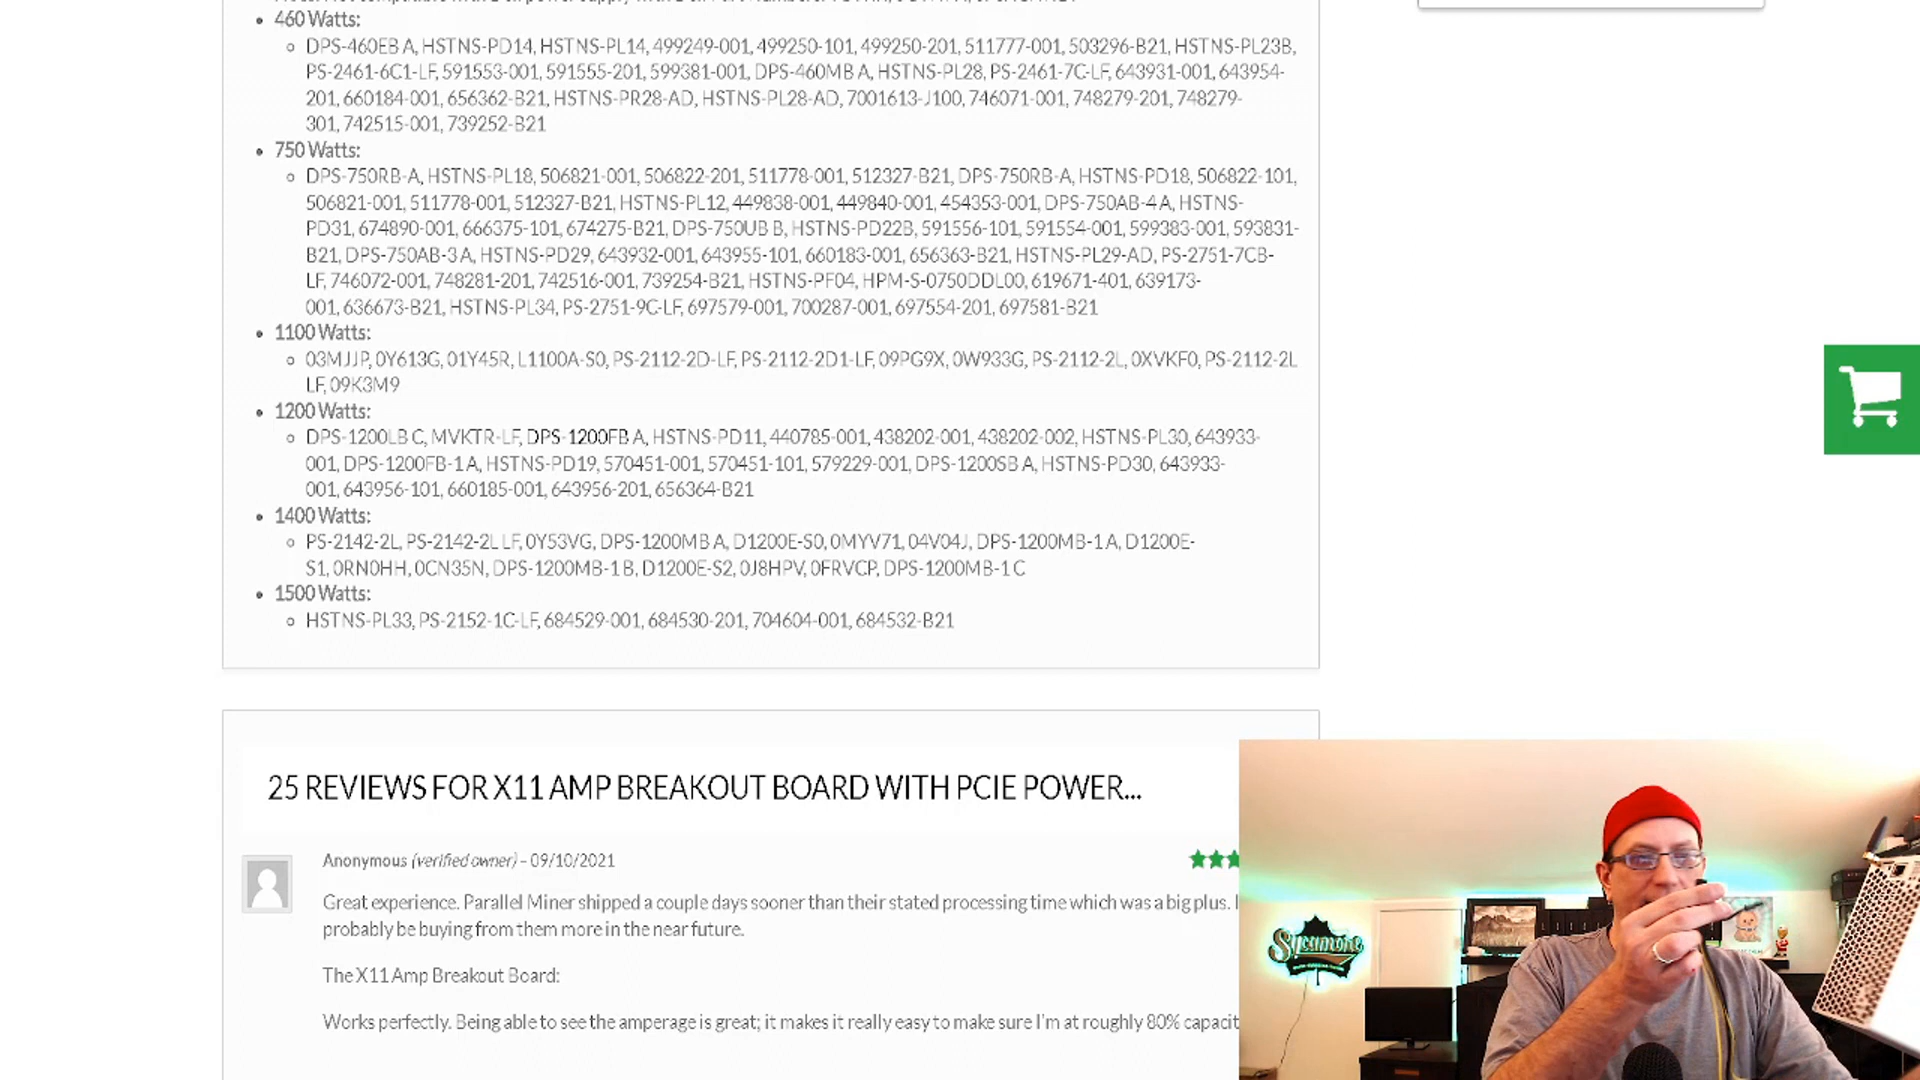 460 Watts:
DPS-460EB A, HSTNS-PD14, HSTNS-PL14, 499249-001, 499250-101, 499250-201, 511777-001, 503296-B21, HSTNS-PL23B,
PS-2461-6C1-LF, 591553-001, 591555-201, 599381-001, DPS-460MB A, HSTNS-PL28, PS-2461-7C-LF, 643931-001, 643954-
201, 660184-001, 656362-B21, HSTNS-PR28-AD, HSTNS-PL28-AD, 7001613-J100, 746071-001, 748279-201, 748279-
301, 742515-001, 739252-B21
750 Watts:
DPS-750RB-A, HSTNS-PL18, 506821-001, 506822-201, 511778-001, 512327-B21, DPS-750RB-A, HSTNS-PD18, 506822-101,
506821-001, 511778-001, 512327-B21, HSTNS-PL12, 449838-001, 449840-001, 454353-001, DPS-750AB-4 A, HSTNS-
PD31, 674890-001, 666375-101, 674275-B21, DPS-750UB B, HSTNS-PD22B, 591556-101, 591554-001, 599383-001, 593831-
B21, DPS-750AB-3 A, HSTNS-PD29, 643932-001, 643955-101, 660183-001, 656363-B21, HSTNS-PL29-AD, PS-2751-7CB-
LF, 746072-001, 748281-201, 742516-001, 739254-B21, HSTNS-PF04, HPM-S-0750DDL00, 619671-401, 639173-
001, 636673-B21, HSTNS-PL34, PS-2751-9C-LF, 697579-001, 700287-001, 697554-201, 697581-B21
1100 Watts:
03MJJP, 0Y613G, 01Y45R, L1100A-S0, PS-2112-2D-LF, PS-2112-2D1-LF, 09PG9X, 0W933G, PS-2112-2L, 0XVKF0, PS-2112-2L
LF, 09K3M9
1200 Watts:
DPS-1200LB C, MVKTR-LF, DPS-1200FB A, HSTNS-PD11, 440785-001, 438202-001, 438202-002, HSTNS-PL30, 643933-
001, DPS-1200FB-1 A, HSTNS-PD19, 570451-001, 570451-101, 579229-001, DPS-1200SB A, HSTNS-PD30, 643933-
001, 643956-101, 660185-001, 643956-201, 656364-B21
1400 Watts:
PS-2142-2L, PS-2142-2L LF, 0Y53VG, DPS-1200MB A, D1200E-S0, 0MYV71, 04V04J, DPS-1200MB-1 A, D1200E-
S1, 0RN0HH, 0CN35N, DPS-1200MB-1 B, D1200E-S2, 0J8HPV, 0FRVCP, DPS-1200MB-1 C
1500 Watts:
HSTNS-PL33, PS-2152-1C-LF, 684529-001, 684530-201, 704604-001, 684532-B21
25 REVIEWS FOR X11 AMP BREAKOUT BOARD WITH PCIE POWER...
Anonymous (verified owner) – 09/10/2021
Great experience. Parallel Miner shipped a couple days sooner than their stated processing time which was a big plus. I
probably be buying from them more in the near future.
The X11 Amp Breakout Board:
Works perfectly. Being able to see the amperage is great; it makes it really easy to make sure I'm at roughly 80% capacit
Sycamore